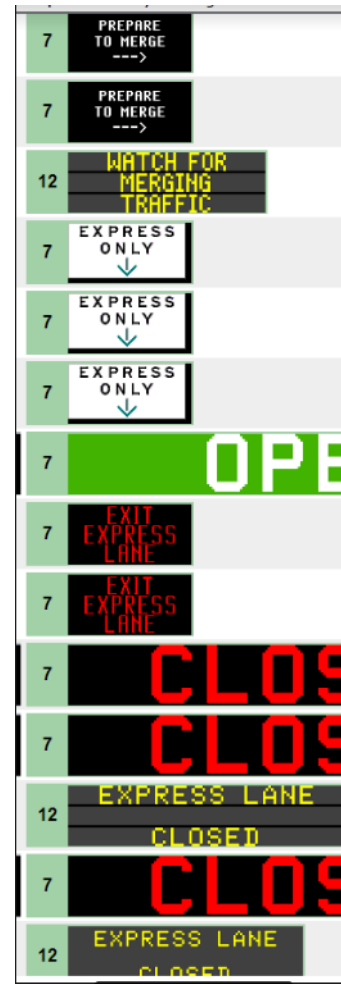 7
PREPARE
TO MERGE
--->
7
PREPARE
TO MERGE
--->
12
WATCH FOR
MERGING
TRAFFIC
7
EXPRESS
ONLY
↓
7
EXPRESS
ONLY
↓
7
EXPRESS
ONLY
↓
7
OPE
7
EXIT
EXPRESS
LANE
7
EXIT
EXPRESS
LANE
7
CLOS
7
CLOS
12
EXPRESS LANE
CLOSED
7
CLOS
12
EXPRESS LANE
CLOSED